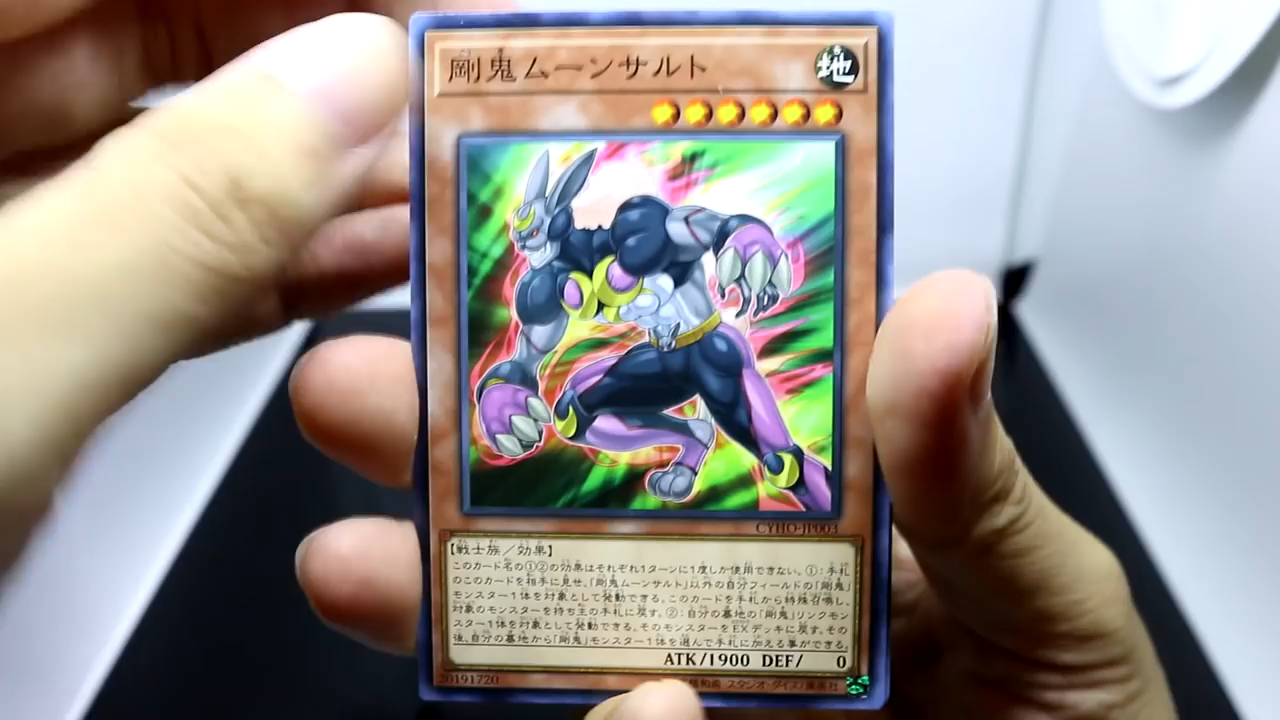 剛鬼ムーンサルト
地
CYHO-JP003
【戦士族/効果】
このカード名の①②の効果はそれぞれ1ターンに1度しか使用できない。①:手札
のこのカードを相手に見せ、「剛鬼ムーンサルト」以外の自分フィールドの「剛鬼」
モンスター1体を対象として発動できる。このカードを手札から特殊召喚し、
対象のモンスターを持ち主の手札に戻す。②:自分の墓地の「剛鬼」リンクモン
スター1体を対象として発動できる。そのモンスターをEXデッキに戻す。その
後、自分の墓地から「剛鬼」モンスター1体を選んで手札に加える事ができる。
ATK/1900 DEF/ 0
20191720 スタジオ・ダイス/集英社